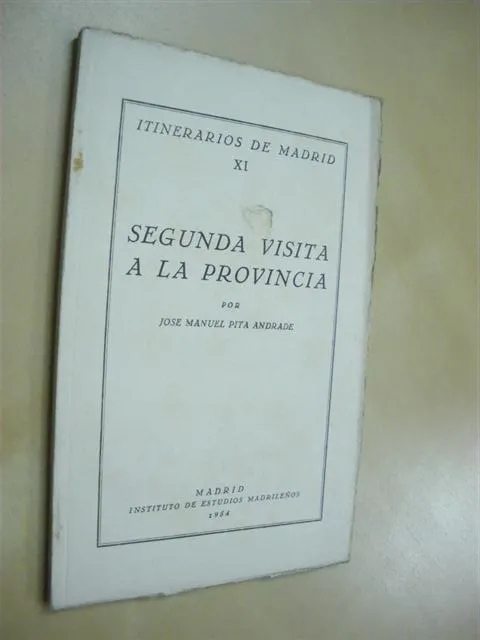 ITINERARIOS DE MADRID
XI
SEGUNDA VISITA
A LA PROVINCIA
POR
JOSE MANUEL PITA ANDRADE
MADRID
INSTITUTO DE ESTUDIOS MADRILEÑOS
1954